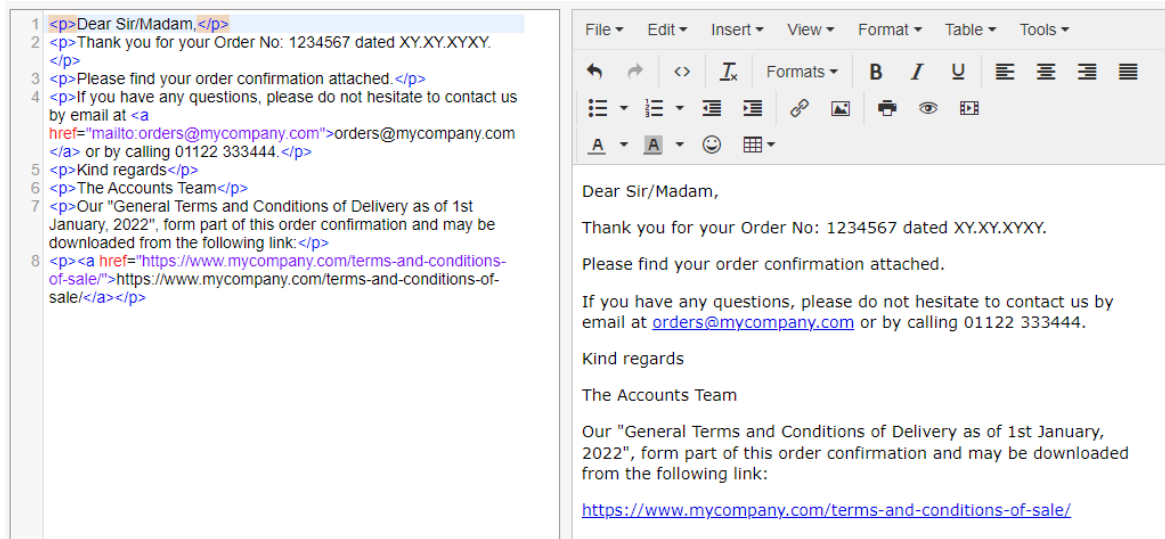 1 <p>Dear Sir/Madam,</p>
2 <p>Thank you for your Order No: 1234567 dated XY.XY.XYXY.
</p>
3 <p>Please find your order confirmation attached.</p>
4 <p>If you have any questions, please do not hesitate to contact us
by email at <a
href="mailto:orders@mycompany.com">orders@mycompany.com
</a> or by calling 01122 333444.</p>
5 <p>Kind regards</p>
6 <p>The Accounts Team</p>
7 <p>Our "General Terms and Conditions of Delivery as of 1st
January, 2022", form part of this order confirmation and may be
downloaded from the following link:</p>
8 <p><a href="https://www.mycompany.com/terms-and-conditions-
of-sale/">https://www.mycompany.com/terms-and-conditions-of-
sale/</a></p>
File Edit Insert View Format Table Tools
Formats B I U
A A
Dear Sir/Madam,
Thank you for your Order No: 1234567 dated XY.XY.XYXY.
Please find your order confirmation attached.
If you have any questions, please do not hesitate to contact us by
email at orders@mycompany.com or by calling 01122 333444.
Kind regards
The Accounts Team
Our "General Terms and Conditions of Delivery as of 1st January,
2022", form part of this order confirmation and may be downloaded
from the following link:
https://www.mycompany.com/terms-and-conditions-of-sale/